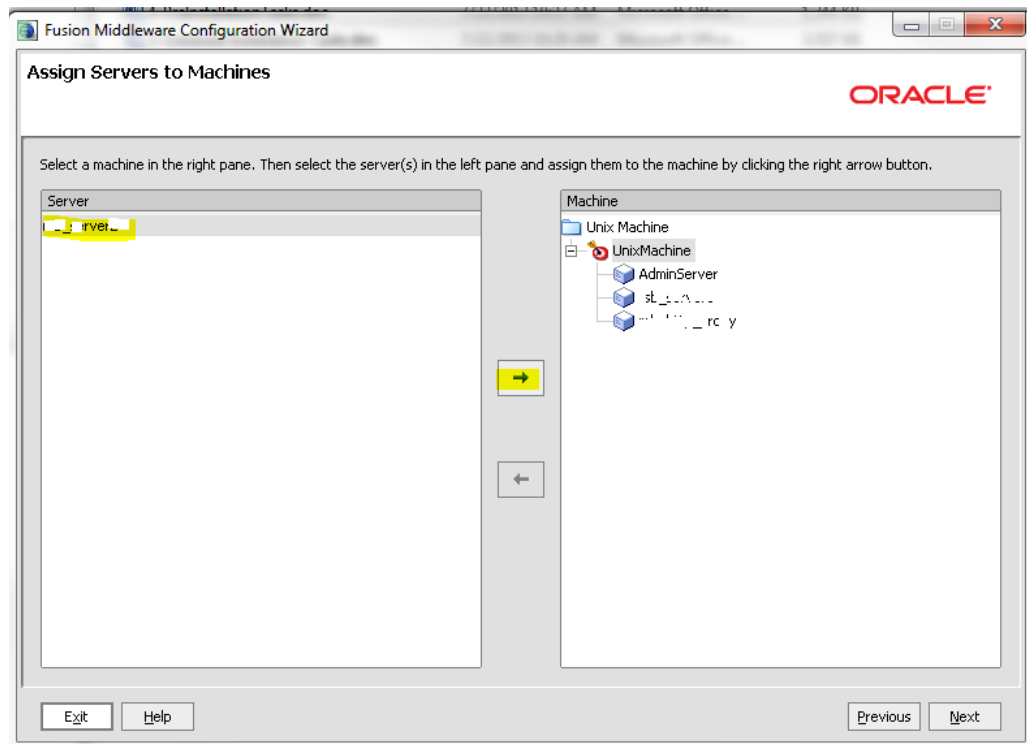 Fusion Middleware Configuration Wizard
Assign Servers to Machines
ORACLE
Select a machine in the right pane. Then select the server(s) in the left pane and assign them to the machine by clicking the right arrow button.
Server
Machine
Unix Machine
UnixMachine
AdminServer
Exit
Help
Previous
Next